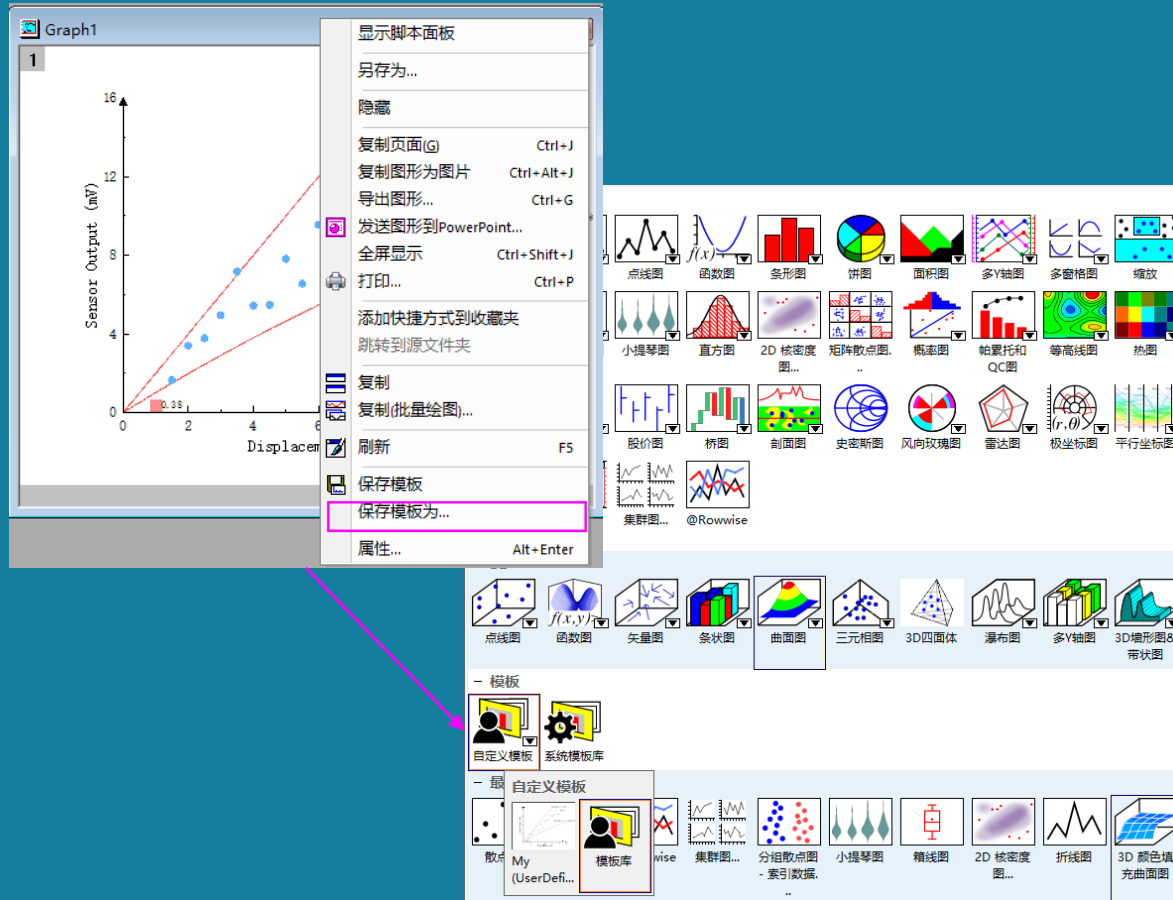 Graph1
1
16
12
8
4
0
0
2
4
6
Sensor Output (mV)
0.38
Displacem
显示脚本面板
另存为...
隐藏
复制页面(G) Ctrl+J
复制图形为图片 Ctrl+Alt+J
导出图形... Ctrl+G
发送图形到PowerPoint...
全屏显示 Ctrl+Shift+J
打印... Ctrl+P
添加快捷方式到收藏夹
跳转到源文件夹
复制
复制(批量绘图)...
刷新 F5
保存模板
保存模板为...
属性... Alt+Enter
f(x)
点线图 函数图 条形图 饼图 面积图 多Y轴图 多窗格图 缩放
小提琴图 直方图 2D 核密度图... 矩阵散点图... 概率图 帕累托和QC图 等高线图 热图
(r,θ)
股价图 桥图 剖面图 史密斯图 风向玫瑰图 雷达图 极坐标图 平行坐标图
集群图... @Rowwise
f(x,y)
点线图 函数图 矢量图 条状图 曲面图 三元相图 3D四面体 瀑布图 多Y轴图 3D墙形图&带状图
– 模板
自定义模板 系统模板库
– 最
自定义模板
My (UserDefi...
模板库
散点
wise 集群图... 分组散点图 - 索引数据... 小提琴图 箱线图 2D 核密度图... 折线图 3D 颜色填充曲面图